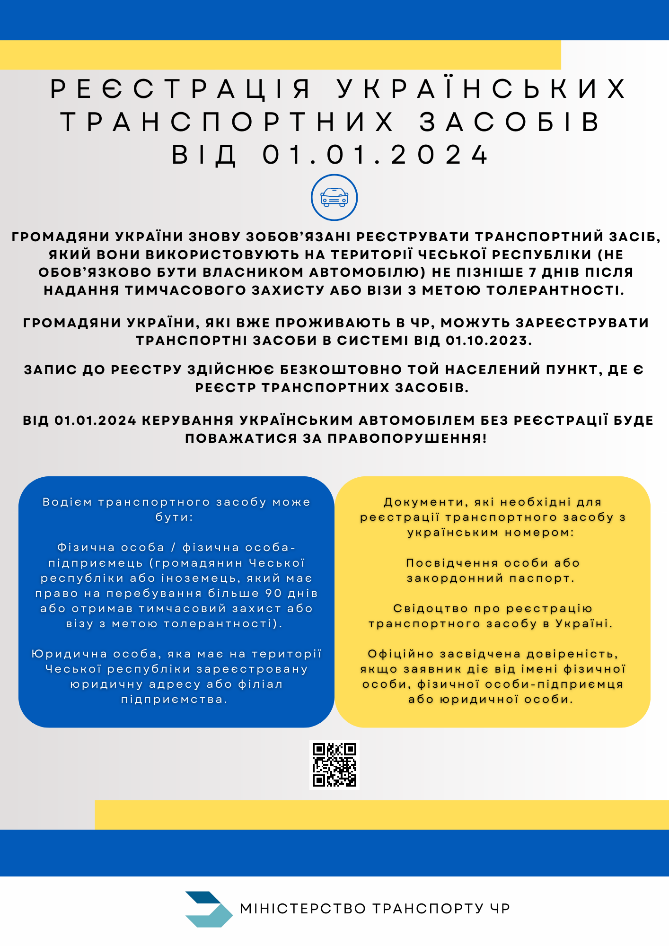 РЕЄСТРАЦІЯ УКРАЇНСЬКИХ
ТРАНСПОРТНИХ ЗАСОБІВ
ВІД 01.01.2024
ГРОМАДЯНИ УКРАЇНИ ЗНОВУ ЗОБОВ'ЯЗАНІ РЕЄСТРУВАТИ ТРАНСПОРТНИЙ ЗАСІБ,
ЯКИЙ ВОНИ ВИКОРИСТОВУЮТЬ НА ТЕРИТОРІЇ ЧЕСЬКОЇ РЕСПУБЛІКИ (НЕ
ОБОВ'ЯЗКОВО БУТИ ВЛАСНИКОМ АВТОМОБІЛЮ) НЕ ПІЗНІШЕ 7 ДНІВ ПІСЛЯ
НАДАННЯ ТИМЧАСОВОГО ЗАХИСТУ АБО ВІЗИ З МЕТОЮ ТОЛЕРАНТНОСТІ.
ГРОМАДЯНИ УКРАЇНИ, ЯКІ ВЖЕ ПРОЖИВАЮТЬ В ЧР, МОЖУТЬ ЗАРЕЄСТРУВАТИ
ТРАНСПОРТНІ ЗАСОБИ В СИСТЕМІ ВІД 01.10.2023.
ЗАПИС ДО РЕЄСТРУ ЗДІЙСНЮЄ БЕЗКОШТОВНО ТОЙ НАСЕЛЕНИЙ ПУНКТ, ДЕ Є
РЕЄСТР ТРАНСПОРТНИХ ЗАСОБІВ.
ВІД 01.01.2024 КЕРУВАННЯ УКРАЇНСЬКИМ АВТОМОБІЛЕМ БЕЗ РЕЄСТРАЦІЇ БУДЕ
ПОВАЖАТИСЯ ЗА ПРАВОПОРУШЕННЯ!
Водієм транспортного засобу може
бути:
Фізична особа / фізична особа-
підприємець (громадянин Чеської
республіки або іноземець, який має
право на перебування більше 90 днів
або отримав тимчасовий захист або
візу з метою толерантності).
Юридична особа, яка має на території
Чеської республіки зареєстровану
юридичну адресу або філіал
підприємства.
Документи, які необхідні для
реєстрації транспортного засобу з
українським номером:
Посвідчення особи або
закордонний паспорт.
Свідоцтво про реєстрацію
транспортного засобу в Україні.
Офіційно засвідчена довіреність,
якщо заявник діє від імені фізичної
особи, фізичної особи-підприємця
або юридичної особи.
МІНІСТЕРСТВО ТРАНСПОРТУ ЧР